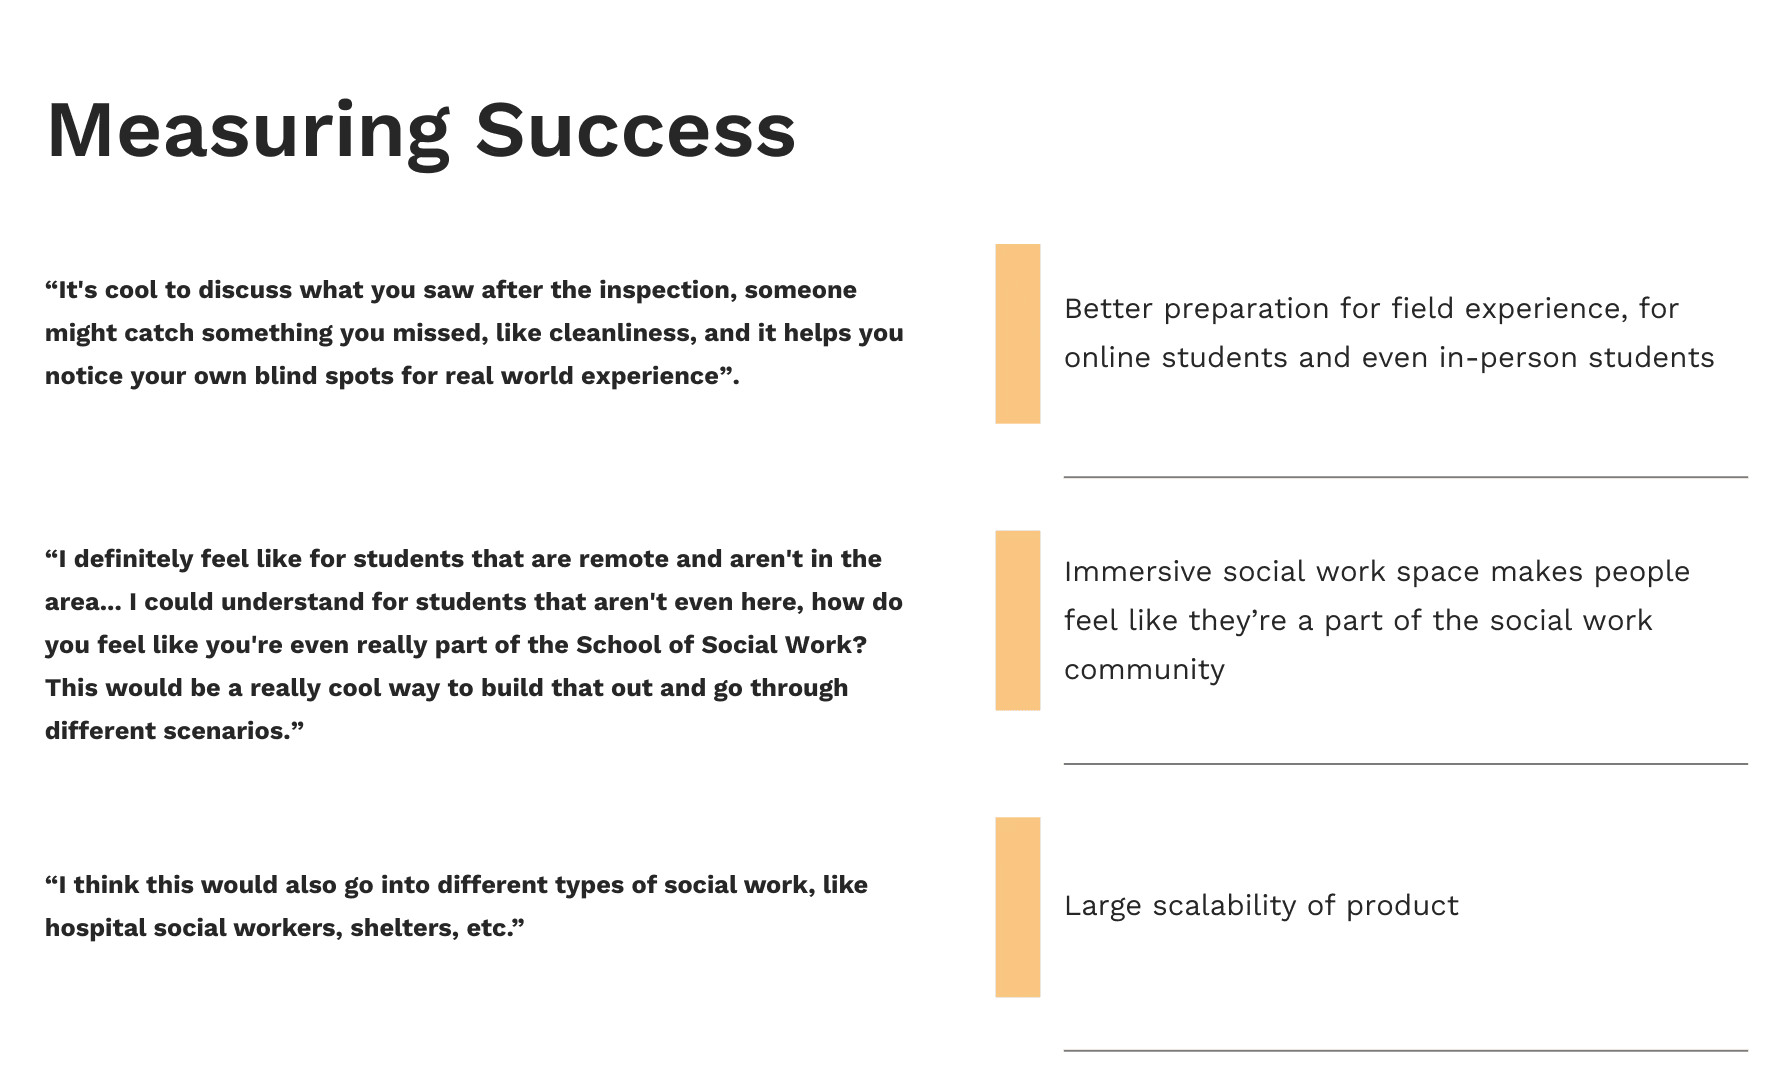 Measuring Success
“It's cool to discuss what you saw after the inspection, someone
might catch something you missed, like cleanliness, and it helps you
notice your own blind spots for real world experience”.
Better preparation for field experience, for
online students and even in-person students
“I definitely feel like for students that are remote and aren't in the
area... I could understand for students that aren't even here, how do
you feel like you're even really part of the School of Social Work?
This would be a really cool way to build that out and go through
different scenarios.”
Immersive social work space makes people
feel like they’re a part of the social work
community
“I think this would also go into different types of social work, like
hospital social workers, shelters, etc.”
Large scalability of product